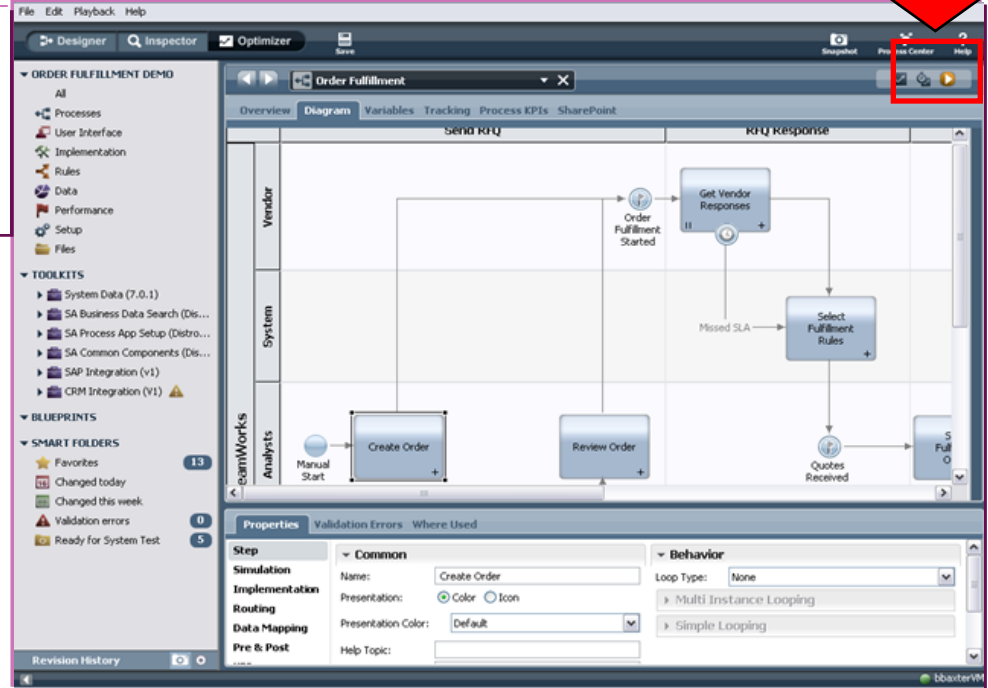 File Edit Playback Help
Designer Inspector Optimizer
Save
Snapshot
Process Center
Help
ORDER FULFILLMENT DEMO
All
Processes
User Interface
Implementation
Rules
Data
Performance
Setup
Files
TOOLKITS
System Data (7.0.1)
SA Business Data Search (Dis...
SA Process App Setup (Distro...
SA Common Components (Dis...
SAP Integration (v1)
CRM Integration (V1)
BLUEPRINTS
SMART FOLDERS
Favorites 13
Changed today
Changed this week
Validation errors 0
Ready for System Test 5
Revision History
Order Fulfillment
Overview Diagram Variables Tracking Process KPIs SharePoint
Send RFQ
RFQ Response
eamWorks
Vendor
Order
Fulfillment
Started
Get Vendor
Responses
System
Missed SLA
Select
Fulfillment
Rules
Analysts
Manual
Start
Create Order
Review Order
Quotes
Received
S
Ful
O
Properties Validation Errors Where Used
Step
Simulation
Implementation
Routing
Data Mapping
Pre & Post
Common
Name: Create Order
Presentation: Color Icon
Presentation Color: Default
Help Topic:
Behavior
Loop Type: None
Multi Instance Looping
Simple Looping
bbaxterVM